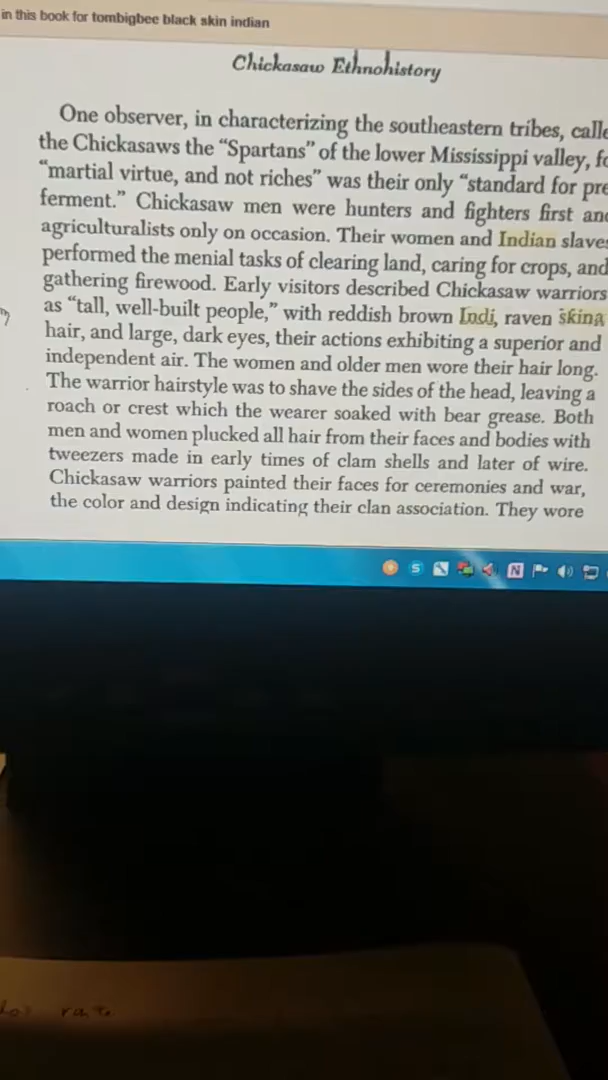 in this book for tombigbee black skin indian
Chickasaw Ethnohistory
One observer, in characterizing the southeastern tribes, calle
the Chickasaws the “Spartans” of the lower Mississippi valley, fo
“martial virtue, and not riches” was their only “standard for pre
ferment.” Chickasaw men were hunters and fighters first and
agriculturalists only on occasion. Their women and Indian slaves
performed the menial tasks of clearing land, caring for crops, and
gathering firewood. Early visitors described Chickasaw warriors
as “tall, well-built people,” with reddish brown Indi, raven skina
hair, and large, dark eyes, their actions exhibiting a superior and
independent air. The women and older men wore their hair long.
The warrior hairstyle was to shave the sides of the head, leaving a
roach or crest which the wearer soaked with bear grease. Both
men and women plucked all hair from their faces and bodies with
tweezers made in early times of clam shells and later of wire.
Chickasaw warriors painted their faces for ceremonies and war,
the color and design indicating their clan association. They wore
S N
rate